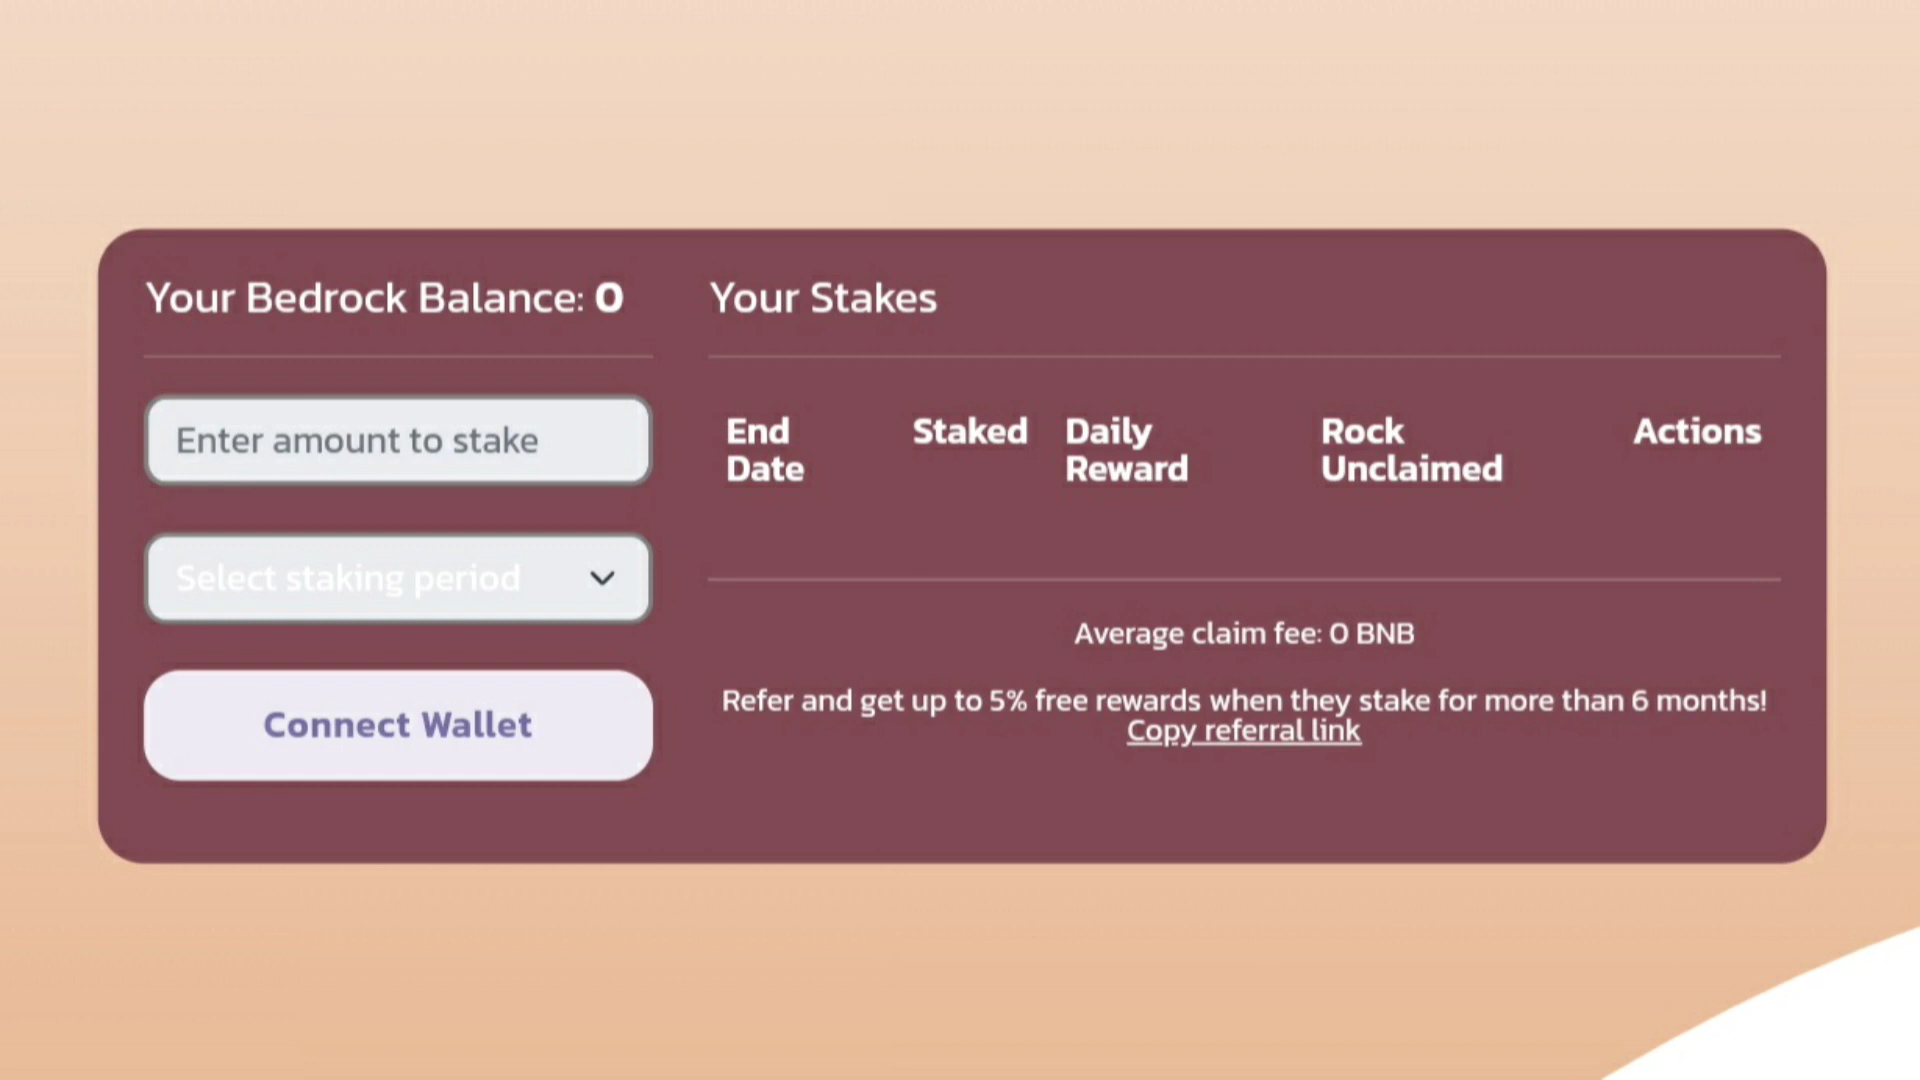 Your Bedrock Balance: 0
Enter amount to stake
Select staking period
Connect Wallet
Your Stakes
End Date
Staked
Daily Reward
Rock Unclaimed
Actions
Average claim fee: 0 BNB
Refer and get up to 5% free rewards when they stake for more than 6 months!
Copy referral link